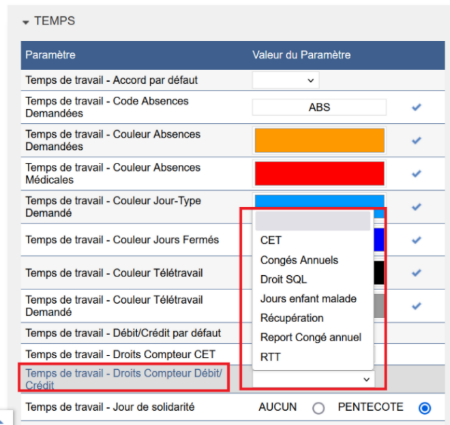 TEMPS
Paramètre Valeur du Paramètre
Temps de travail - Accord par défaut
Temps de travail - Code Absences
Demandées
ABS
Temps de travail - Couleur Absences
Demandées
Temps de travail - Couleur Absences
Médicales
Temps de travail - Couleur Jour-Type
Demandé
Temps de travail - Couleur Jours Fermés
Temps de travail - Couleur Télétravail
Temps de travail - Couleur Télétravail
Demandé
CET
Congés Annuels
Droit SQL
Jours enfant malade
Récupération
Report Congé annuel
RTT
Temps de travail - Débit/Crédit par défaut
Temps de travail - Droits Compteur CET
Temps de travail - Droits Compteur Débit/
Crédit
Temps de travail - Jour de solidarité AUCUN PENTECOTE